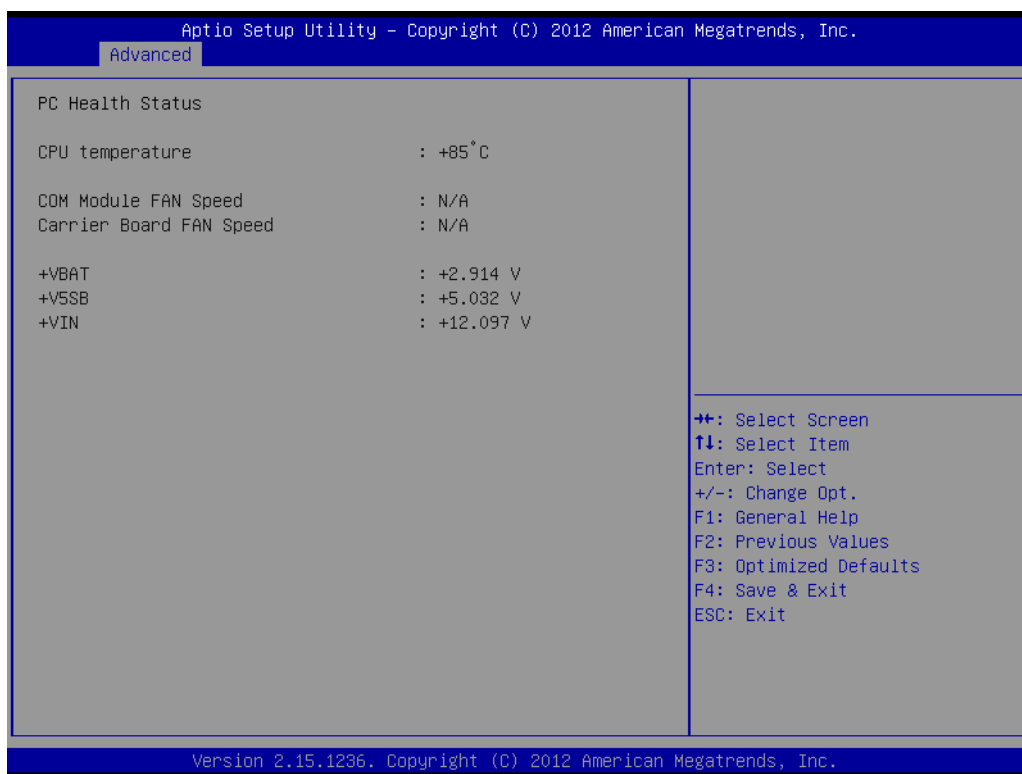 Aptio Setup Utility – Copyright (C) 2012 American Megatrends, Inc.
Advanced
PC Health Status
CPU temperature : +85°C
COM Module FAN Speed : N/A
Carrier Board FAN Speed : N/A
+VBAT : +2.914 V
+V5SB : +5.032 V
+VIN : +12.097 V
→←: Select Screen
↑↓: Select Item
Enter: Select
+/-: Change Opt.
F1: General Help
F2: Previous Values
F3: Optimized Defaults
F4: Save & Exit
ESC: Exit
Version 2.15.1236. Copyright (C) 2012 American Megatrends, Inc.